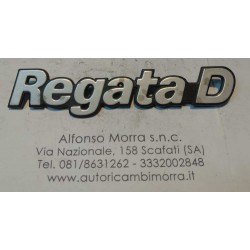 Regata D
Alfonso Morra s.n.c.
Via Nazionale, 158 Scafati (SA)
Tel. 081/8631262 - 3332002848
www.autoricambimorra.it